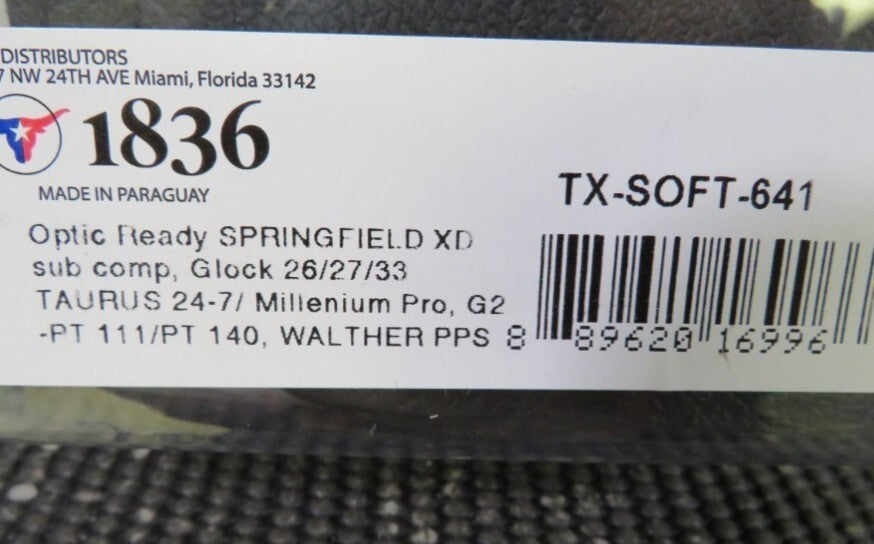 DISTRIBUTORS
7 NW 24TH AVE Miami, Florida 33142
1836
MADE IN PARAGUAY
TX-SOFT-641
Optic Ready SPRINGFIELD XD
sub comp, Glock 26/27/33
TAURUS 24-7/ Millenium Pro, G2
-PT 111/PT 140, WALTHER PPS
8 89620 16996